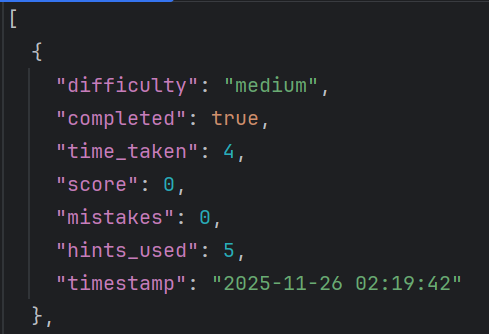 [
  {
    "difficulty": "medium",
    "completed": true,
    "time_taken": 4,
    "score": 0,
    "mistakes": 0,
    "hints_used": 5,
    "timestamp": "2025-11-26 02:19:42"
  },